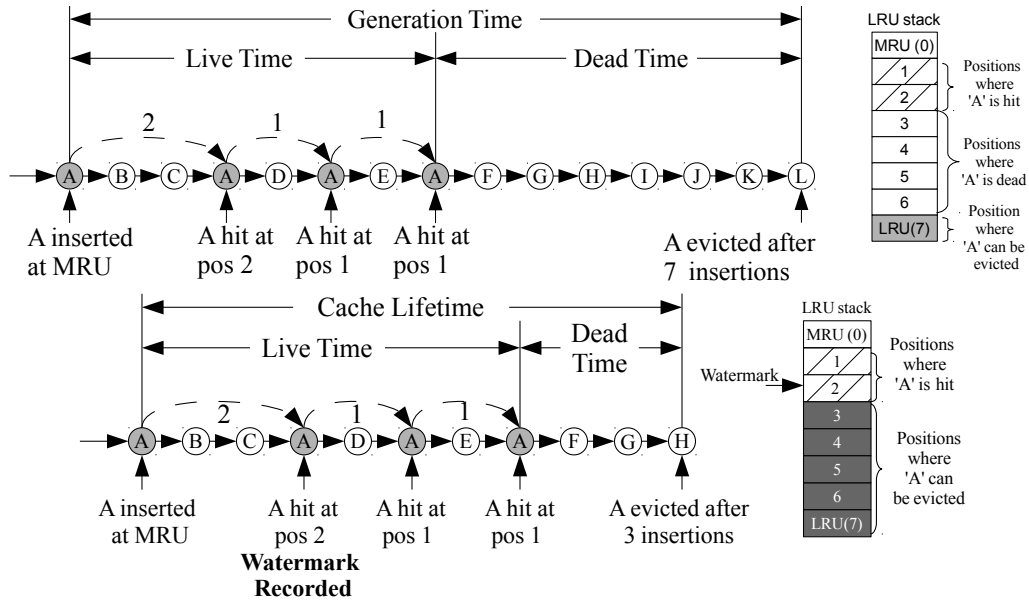 Generation Time
Live Time
Dead Time
2
1
1
A B C A D A E A F G H I J K L
A inserted
at MRU
A hit at
pos 2
A hit at
pos 1
A hit at
pos 1
A evicted after
7 insertions
LRU stack
MRU (0)
1
2
3
4
5
6
LRU(7)
Positions
where
'A' is hit
Positions
where
'A' is dead
Position
where
'A' can be
evicted
Cache Lifetime
Live Time
Dead
Time
2
1
1
A B C A D A E A F G H
A inserted
at MRU
A hit at
pos 2
Watermark
Recorded
A hit at
pos 1
A hit at
pos 1
A evicted after
3 insertions
LRU stack
MRU (0)
1
2
3
4
5
6
LRU(7)
Watermark
Positions
where
'A' is hit
Positions
where
'A' can
be evicted